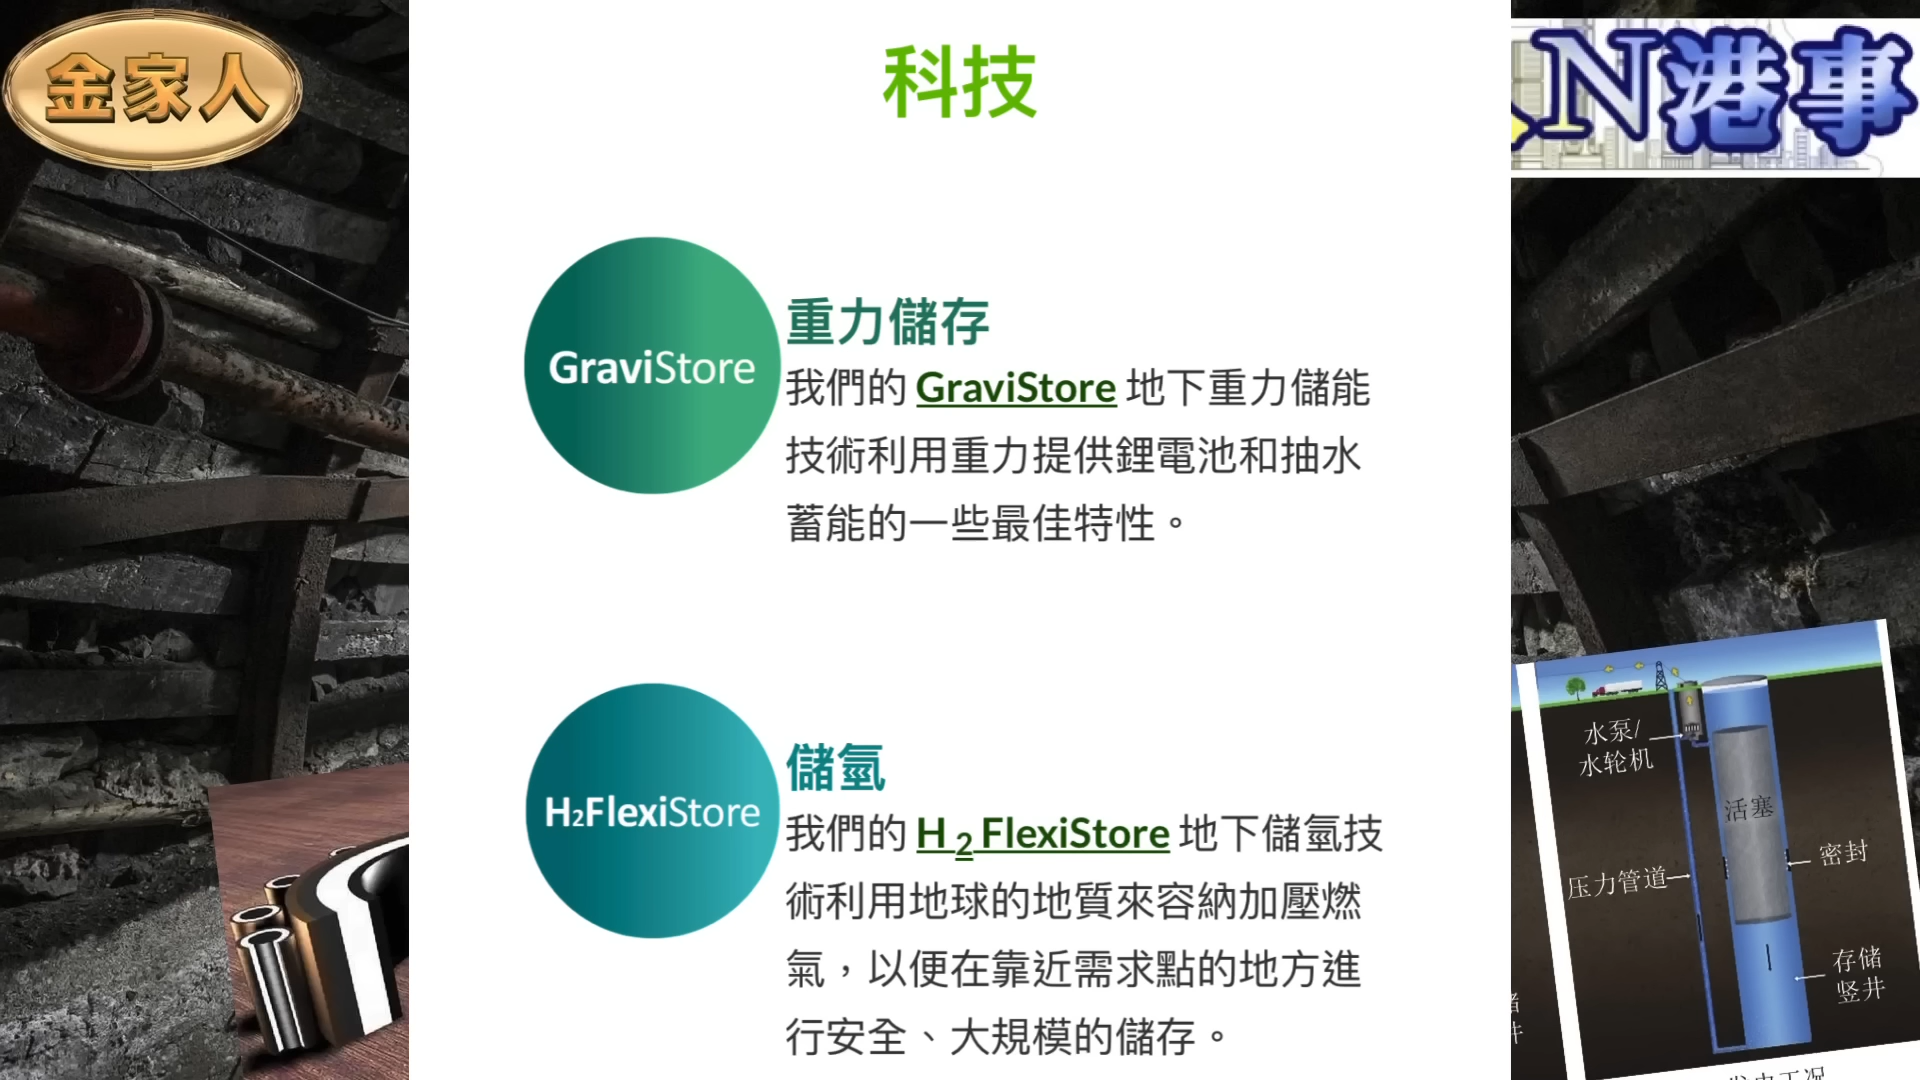 金家人
N港事
科技
GraviStore
重力儲存
我們的 GraviStore 地下重力儲能
技術利用重力提供鋰電池和抽水
蓄能的一些最佳特性。
H₂FlexiStore
儲氫
我們的 H 2 FlexiStore 地下儲氫技
術利用地球的地質來容納加壓燃
氣，以便在靠近需求點的地方進
行安全、大規模的儲存。
水泵/
水轮机
活塞
密封
压力管道
存储
竖井